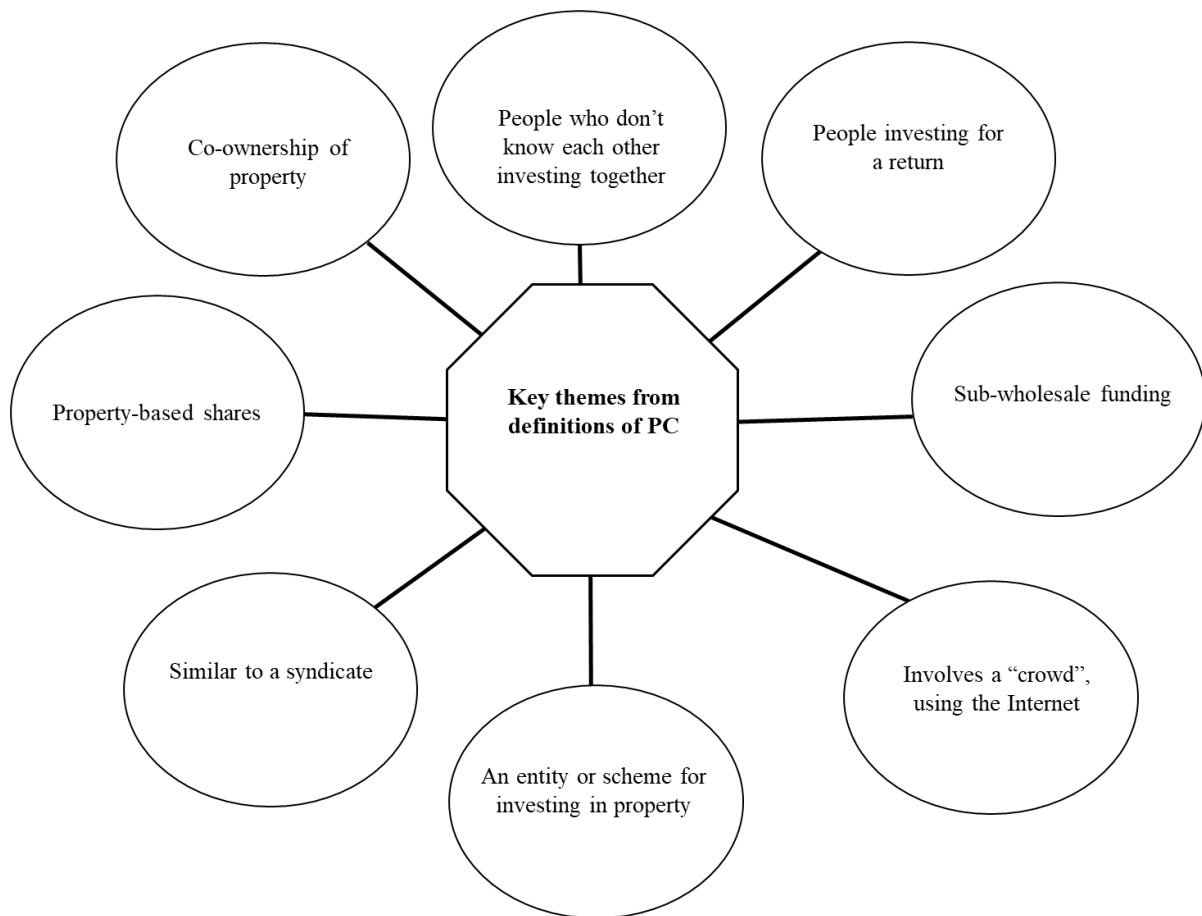 People who don’t
know each other
investing together
Co-ownership of
property
People investing for
a return
Key themes from
definitions of PC
Property-based shares
Sub-wholesale funding
Similar to a syndicate
Involves a “crowd”,
using the Internet
An entity or scheme for
investing in property